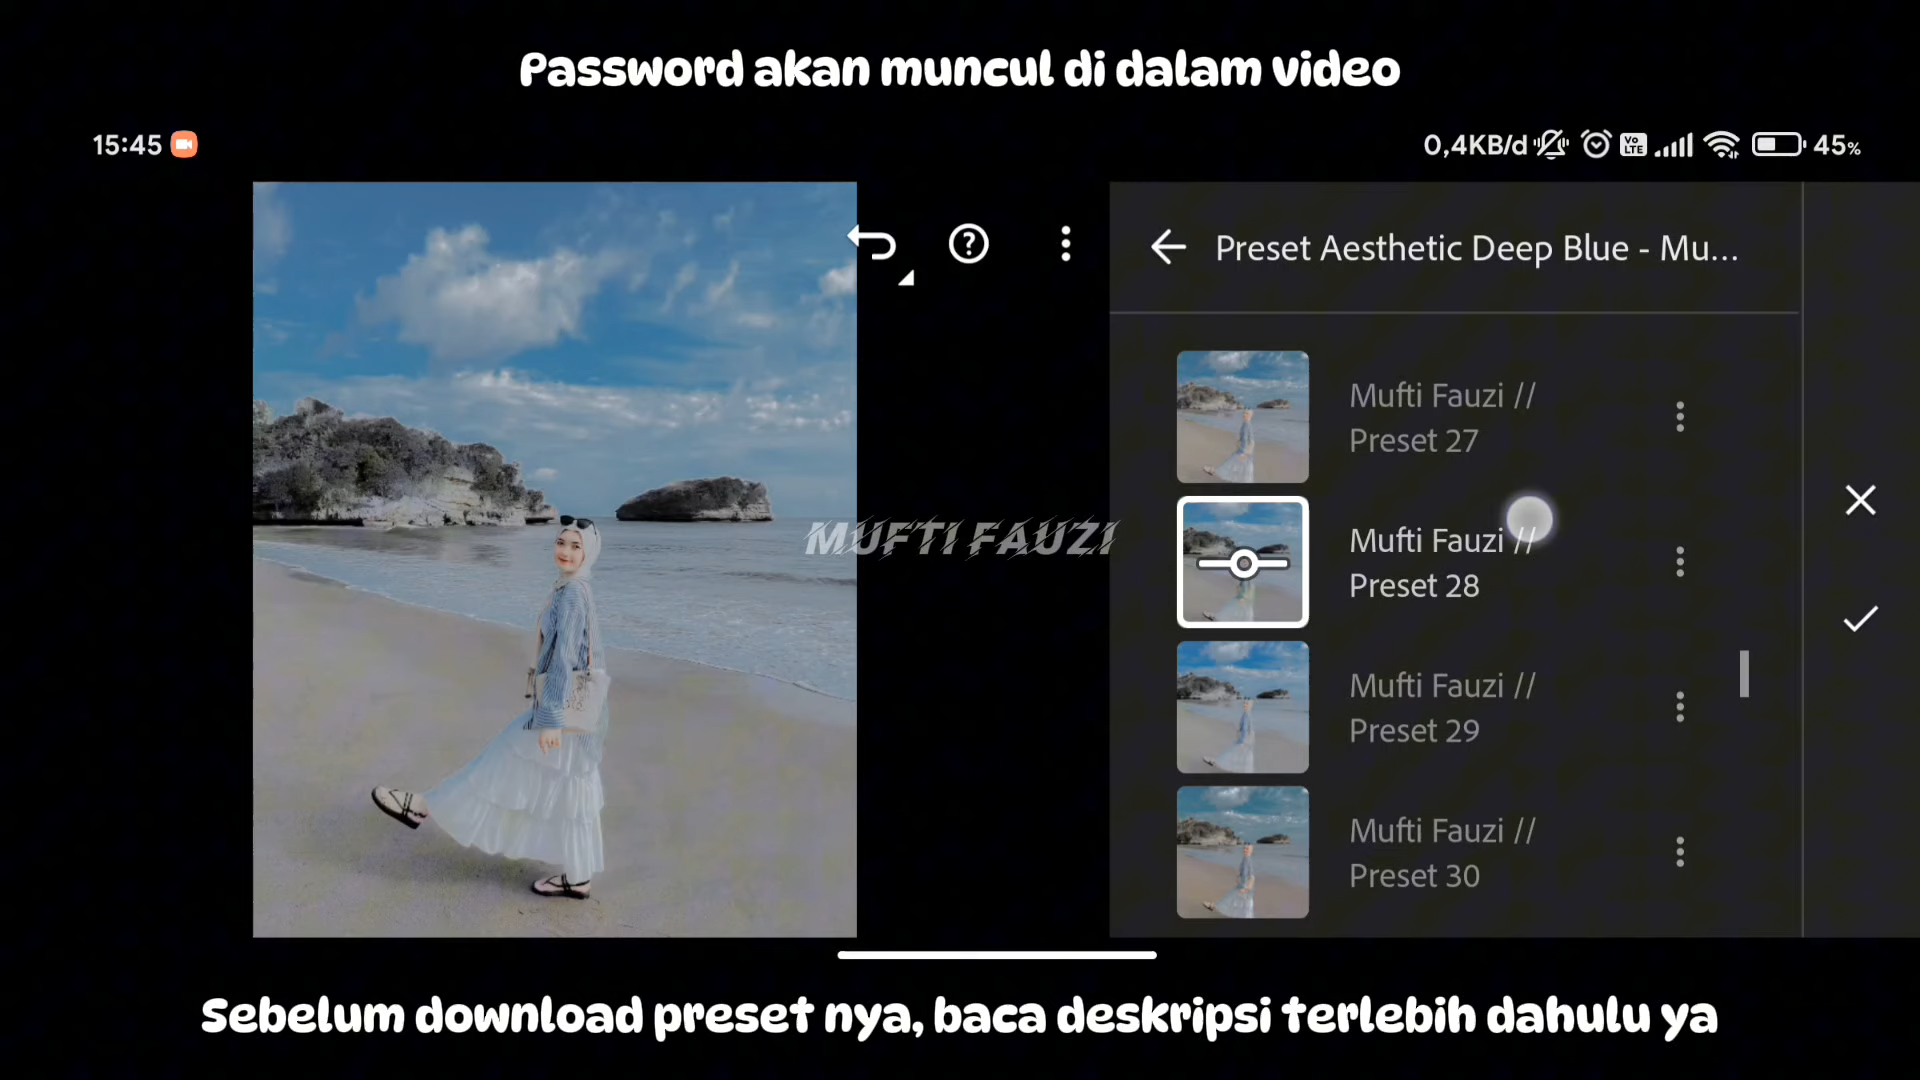 Password akan muncul di dalam video
15:45
0,4KB/d
Vo LTE
45%
Preset Aesthetic Deep Blue - Mu...
Mufti Fauzi //
Preset 27
Mufti Fauzi //
Preset 28
Mufti Fauzi //
Preset 29
Mufti Fauzi //
Preset 30
MUFTI FAUZI
Sebelum download preset nya, baca deskripsi terlebih dahulu ya